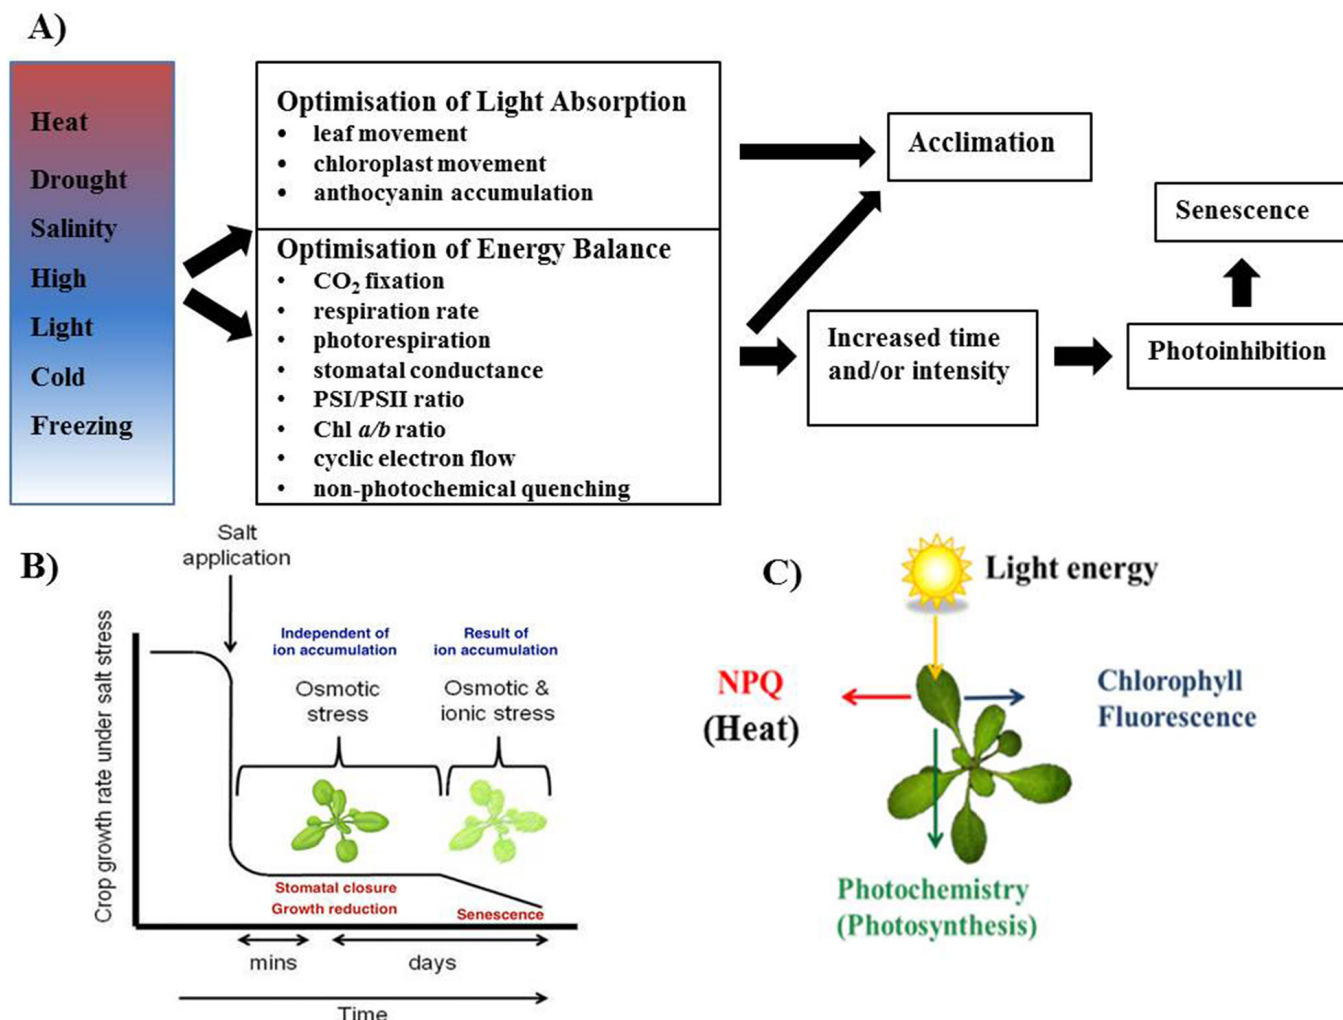 A)
Heat
Drought
Salinity
High
Light
Cold
Freezing
Optimisation of Light Absorption
• leaf movement
• chloroplast movement
• anthocyanin accumulation
Optimisation of Energy Balance
• CO₂ fixation
• respiration rate
• photorespiration
• stomatal conductance
• PSI/PSII ratio
• Chl a/b ratio
• cyclic electron flow
• non-photochemical quenching
Acclimation
Increased time
and/or intensity
Photoinhibition
Senescence
B)
Salt
application
Crop growth rate under salt stress
Independent of
ion accumulation
Result of
ion accumulation
Osmotic
stress
Osmotic &
ionic stress
Stomatal closure
Growth reduction
Senescence
mins
days
Time
C)
Light energy
NPQ
(Heat)
Chlorophyll
Fluorescence
Photochemistry
(Photosynthesis)